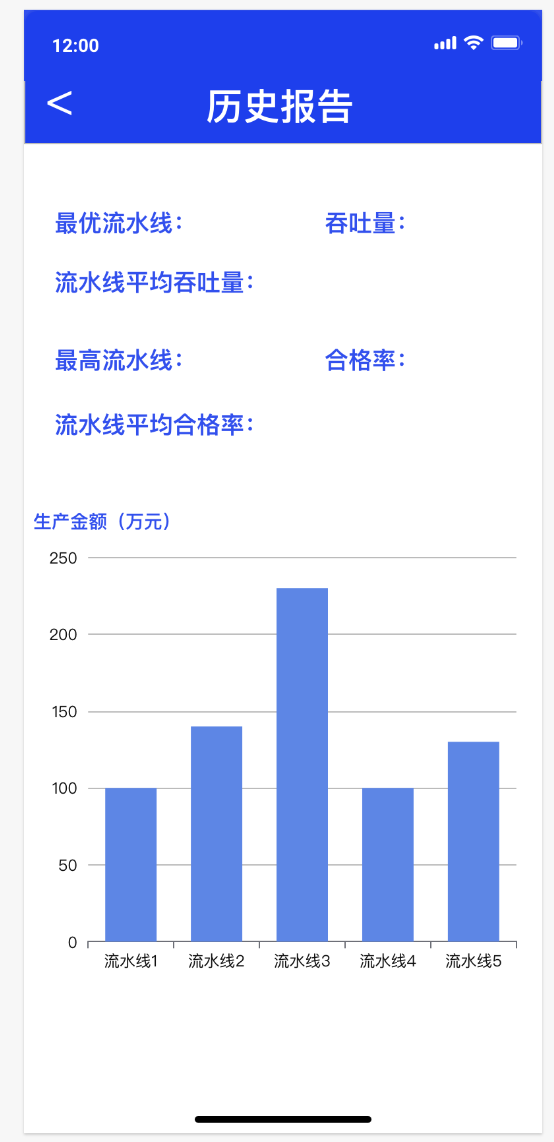 12:00
< 历史报告
最优流水线： 吞吐量：
流水线平均吞吐量：
最高流水线： 合格率：
流水线平均合格率：
生产金额（万元）
250
200
150
100
50
0
流水线1 流水线2 流水线3 流水线4 流水线5